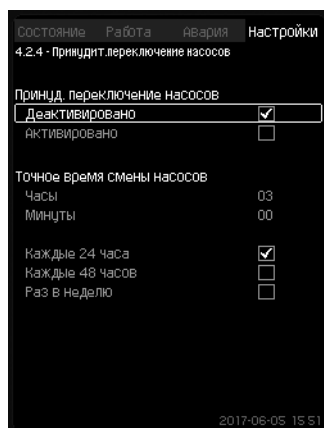 Состояние Работа Авария Настройки
4.2.4 - Принудит.переключение насосов
Принуд. переключение насосов
Деактивировано
Активировано
Точное время смены насосов
Часы 03
Минуты 00
Каждые 24 часа
Каждые 48 часов
Раз в неделю
2017-06-05 15:51